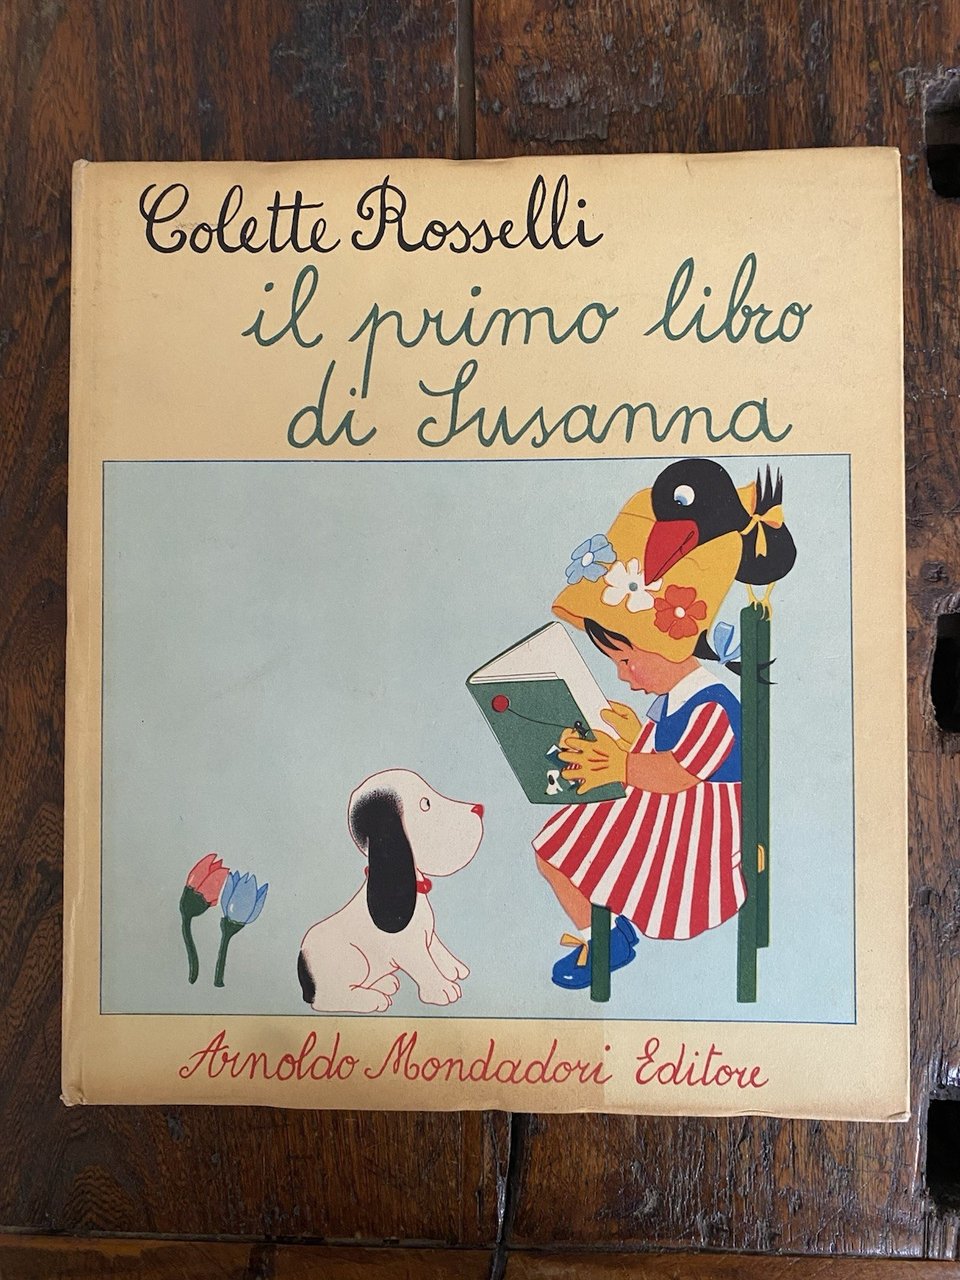 Colette Rosselli
il primo libro
di Susanna
Arnoldo Mondadori Editore